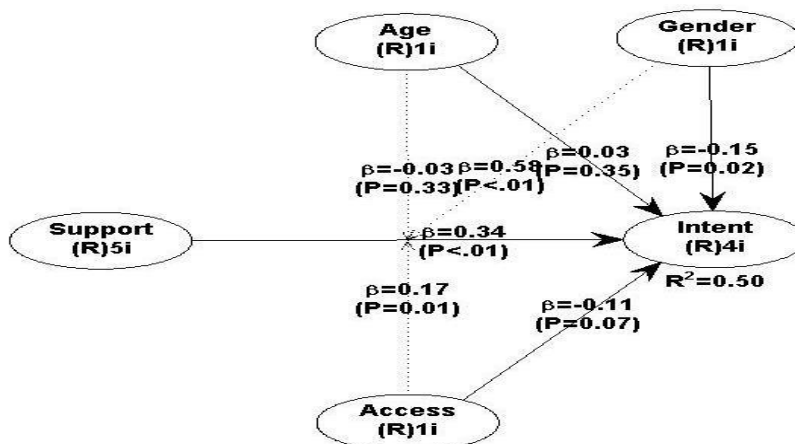 Age
(R)1i
Gender
(R)1i
β=-0.03
(P=0.33)
β=0.58
(P<.01)
β=0.03
(P=0.35)
β=-0.15
(P=0.02)
Support
(R)5i
β=0.34
(P<.01)
Intent
(R)4i
R²=0.50
β=0.17
(P=0.01)
β=-0.11
(P=0.07)
Access
(R)1i